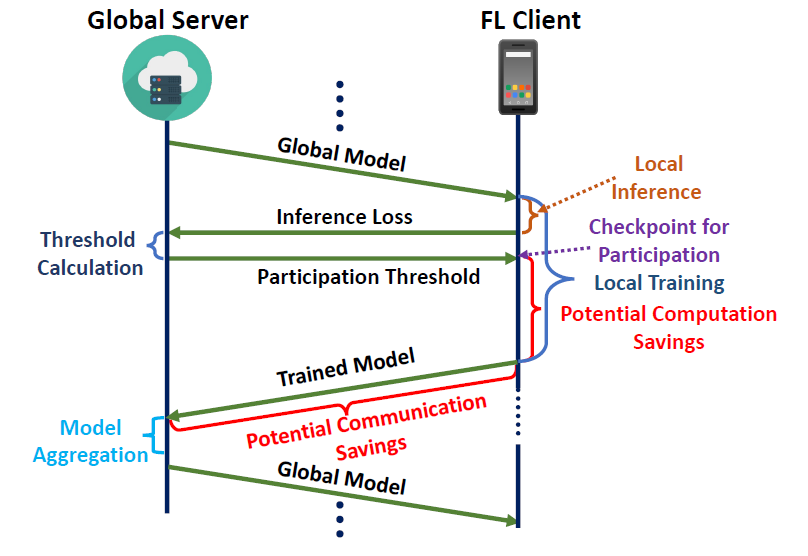 Global Server
FL Client
Global Model
Local
Inference
Inference Loss
Checkpoint for
Participation
Threshold
Calculation
Participation Threshold
Local Training
Potential Computation
Savings
Trained Model
Potential Communication
Savings
Model
Aggregation
Global Model